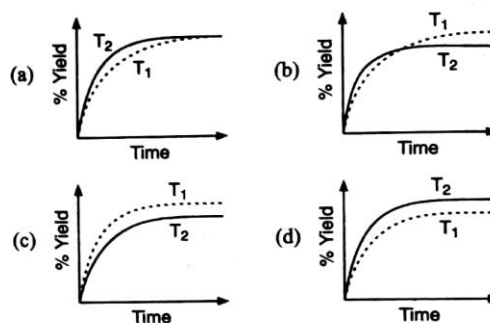 (a) % Yield T2 T1 Time
(b) % Yield T1 T2 Time
(c) % Yield T1 T2 Time
(d) % Yield T2 T1 Time